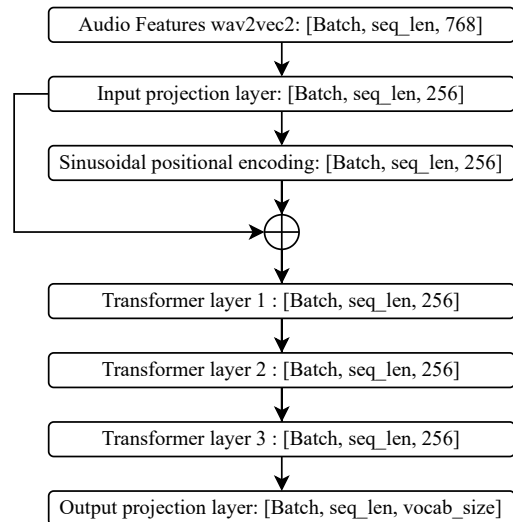 Audio Features wav2vec2: [Batch, seq_len, 768]
Input projection layer: [Batch, seq_len, 256]
Sinusoidal positional encoding: [Batch, seq_len, 256]
Transformer layer 1 : [Batch, seq_len, 256]
Transformer layer 2 : [Batch, seq_len, 256]
Transformer layer 3 : [Batch, seq_len, 256]
Output projection layer: [Batch, seq_len, vocab_size]